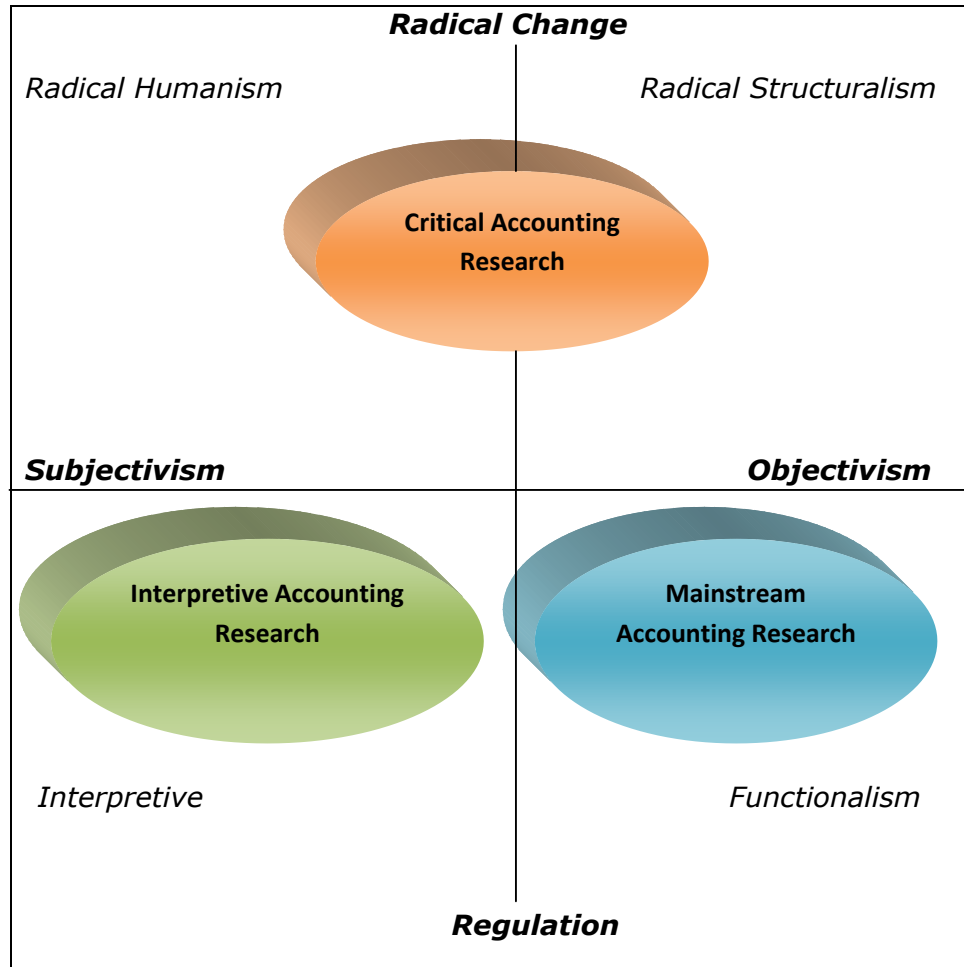 Radical Change
Radical Humanism
Radical Structuralism
Critical Accounting
Research
Subjectivism
Objectivism
Interpretive Accounting
Research
Mainstream
Accounting Research
Interpretive
Functionalism
Regulation